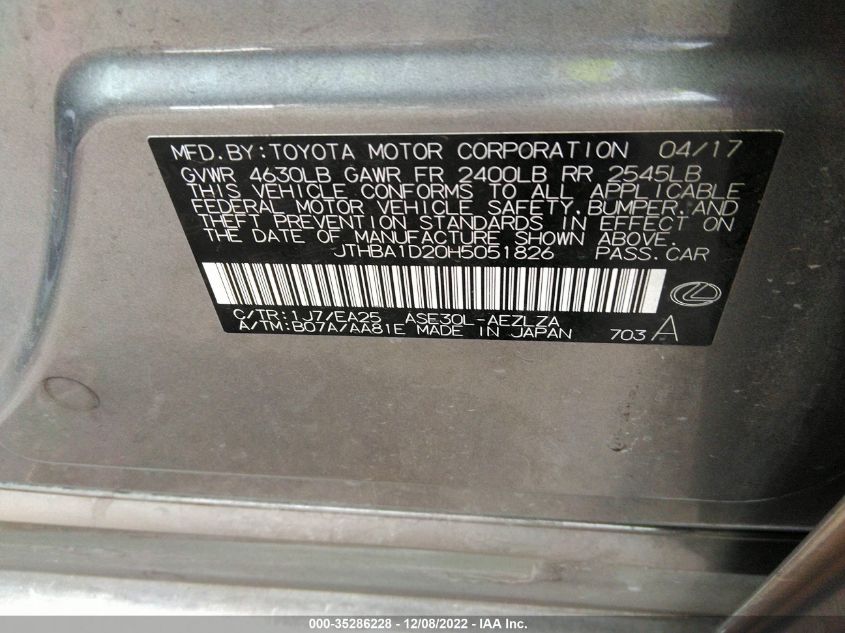 MFD.BY:TOYOTA MOTOR CORPORATION 04/17
GVWR 4630LB GAWR FR 2400LB RR 2545LB
THIS VEHICLE CONFORMS TO ALL APPLICABLE
FEDERAL MOTOR VEHICLE SAFETY,BUMPER,AND
THEFT PREVENTION STANDARDS IN EFFECT ON
THE DATE OF MANUFACTURE SHOWN ABOVE.
JTHBA1D20H5051826 PASS.CAR
C/TR:1J7/EA25 ASE30L-AEZLZA
A/TM:B07A/AA81E MADE IN JAPAN 703 A
000-35286228 - 12/08/2022 - IAA Inc.